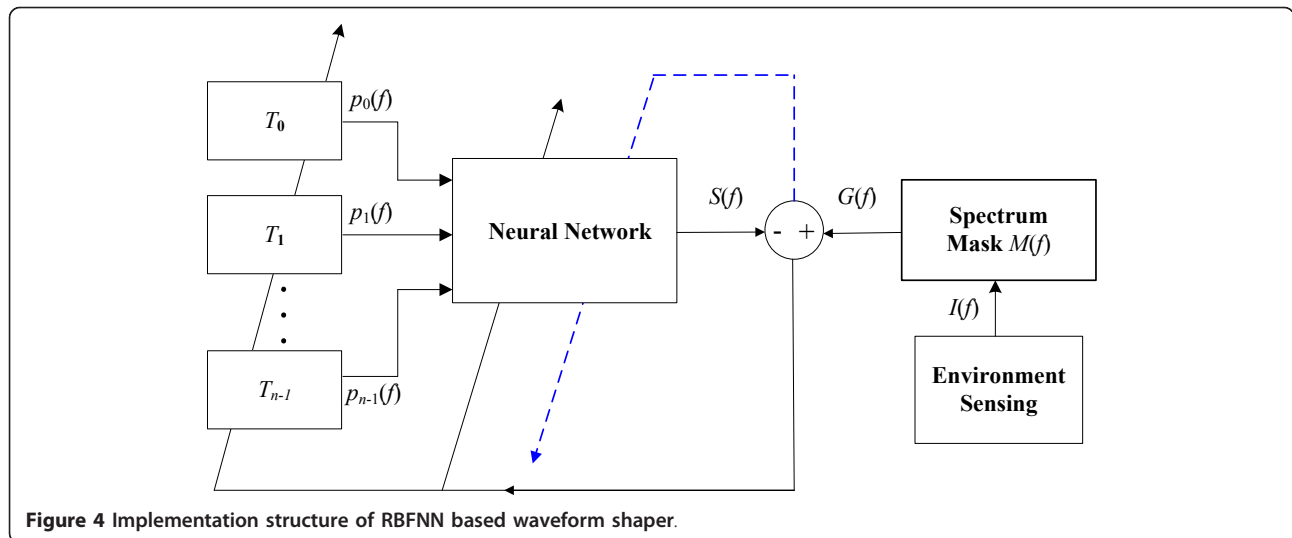 T0
p0(f)
T1
p1(f)
Tn-1
pn-1(f)
Neural Network
S(f)
- +
G(f)
Spectrum
Mask M(f)
I(f)
Environment
Sensing
Figure 4 Implementation structure of RBFNN based waveform shaper.